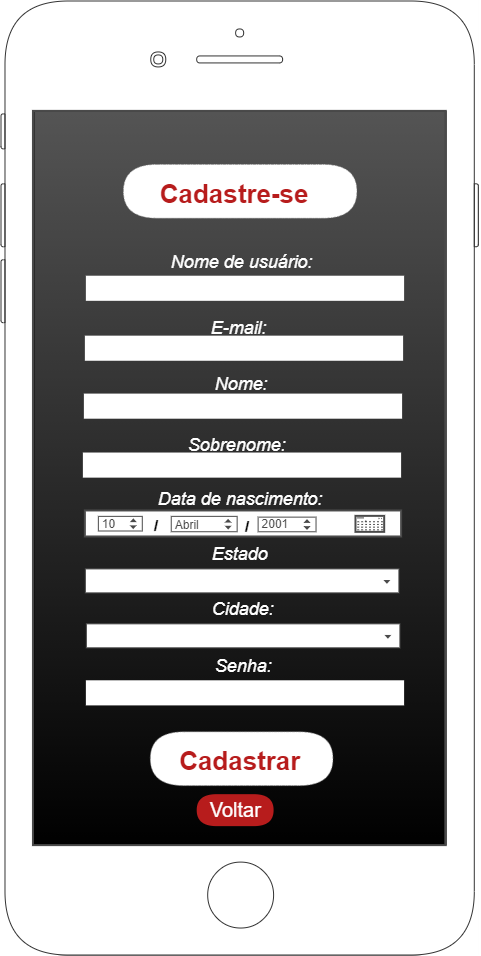 Cadastre-se
Nome de usuário:
E-mail:
Nome:
Sobrenome:
Data de nascimento:
10 / Abril / 2001
Estado
Cidade:
Senha:
Cadastrar
Voltar